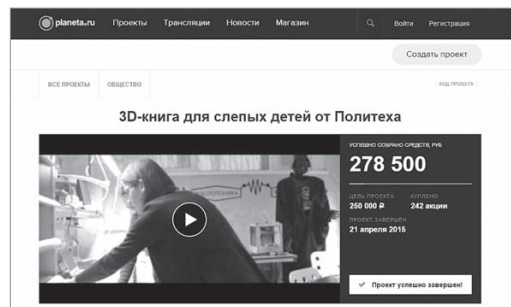 planeta.ru Проекты Трансляции Новости Магазин Войти Регистрация
Создать проект
ВСЕ ПРОЕКТЫ ОБЩЕСТВО КОД ПРОЕКТА
3D-книга для слепых детей от Политеха
УСПЕШНО СОБРАНО СРЕДСТВ, РУБ
278 500
ЦЕЛЬ ПРОЕКТА КУПЛЕНО
250 000 ₽ 242 акции
ПРОЕКТ ЗАВЕРШЕН
21 апреля 2015
Проект успешно завершен!